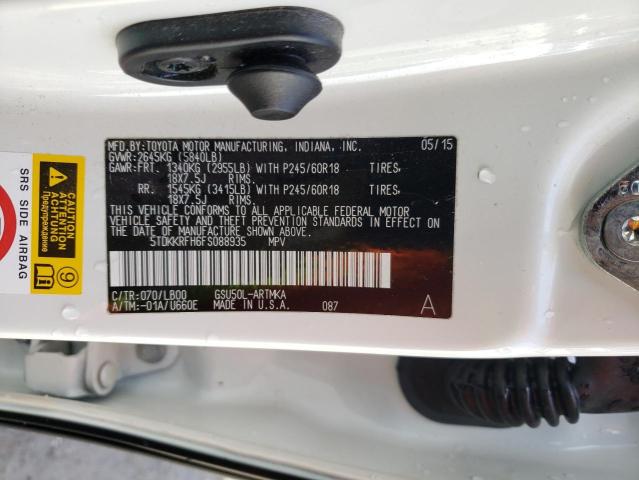 MFD.BY:TOYOTA MOTOR MANUFACTURING, INDIANA, INC. 05/15
GVWR:2645KG (5840LB)
GAWR:FRT. 1340KG (2955LB) WITH P245/60R18 TIRES,
18X7.5J RIMS.
RR. 1545KG (3415LB) WITH P245/60R18 TIRES,
18X7.5J RIMS.
THIS VEHICLE CONFORMS TO ALL APPLICABLE FEDERAL MOTOR
VEHICLE SAFETY AND THEFT PREVENTION STANDARDS IN EFFECT ON
THE DATE OF MANUFACTURE SHOWN ABOVE.
5TDKKRFH6FS088935 MPV
C/TR:070/LB00 GSU50L-ARTMKA
A/TM:-01A/U660E MADE IN U.S.A. 087 A
SRS SIDE AIRBAG
CAUTION
ATTENTION
Предупреждение